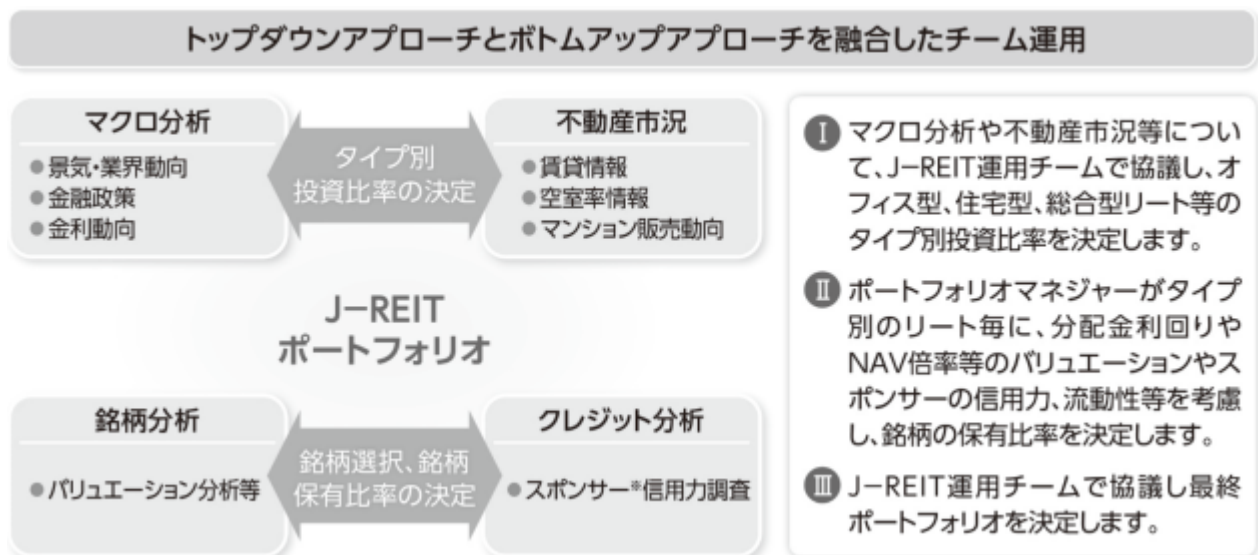 トップダウンアプローチとボトムアップアプローチを融合したチーム運用
マクロ分析
●景気・業界動向
●金融政策
●金利動向
タイプ別
投資比率の決定
不動産市況
●賃貸情報
●空室率情報
●マンション販売動向
J-REIT
ポートフォリオ
銘柄分析
●バリュエーション分析等
銘柄選択、銘柄
保有比率の決定
クレジット分析
●スポンサー※信用力調査
Ⅰ マクロ分析や不動産市況等につい
て、J-REIT運用チームで協議し、オ
フィス型、住宅型、総合型リート等の
タイプ別投資比率を決定します。
Ⅱ ポートフォリオマネジャーがタイプ
別のリート毎に、分配金利回りや
NAV倍率等のバリュエーションやス
ポンサーの信用力、流動性等を考慮
し、銘柄の保有比率を決定します。
Ⅲ J-REIT運用チームで協議し最終
ポートフォリオを決定します。